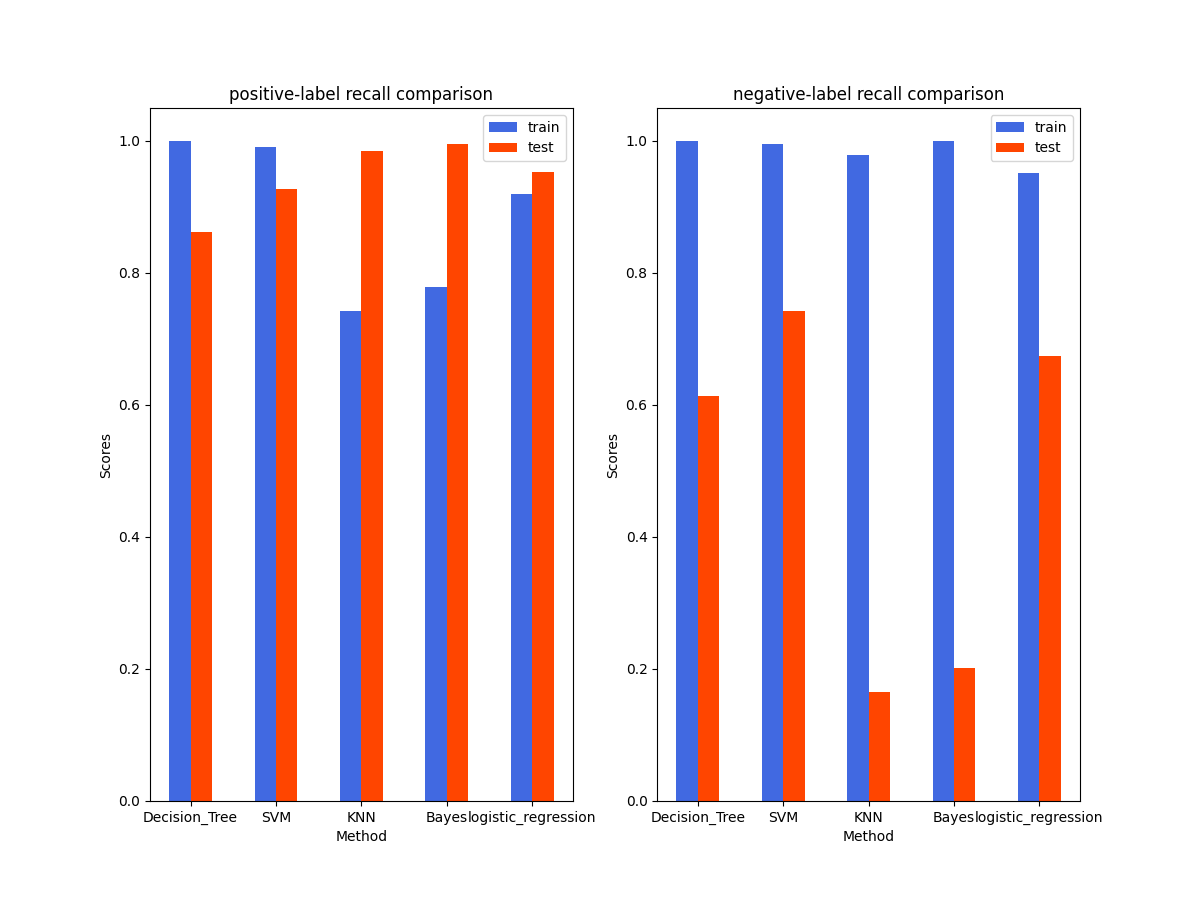 positive-label recall comparison
train
test
1.0
0.8
0.6
0.4
0.2
0.0
Scores
Decision_Tree SVM KNN Bayes logistic_regression
Method
negative-label recall comparison
train
test
1.0
0.8
0.6
0.4
0.2
0.0
Scores
Decision_Tree SVM KNN Bayes logistic_regression
Method